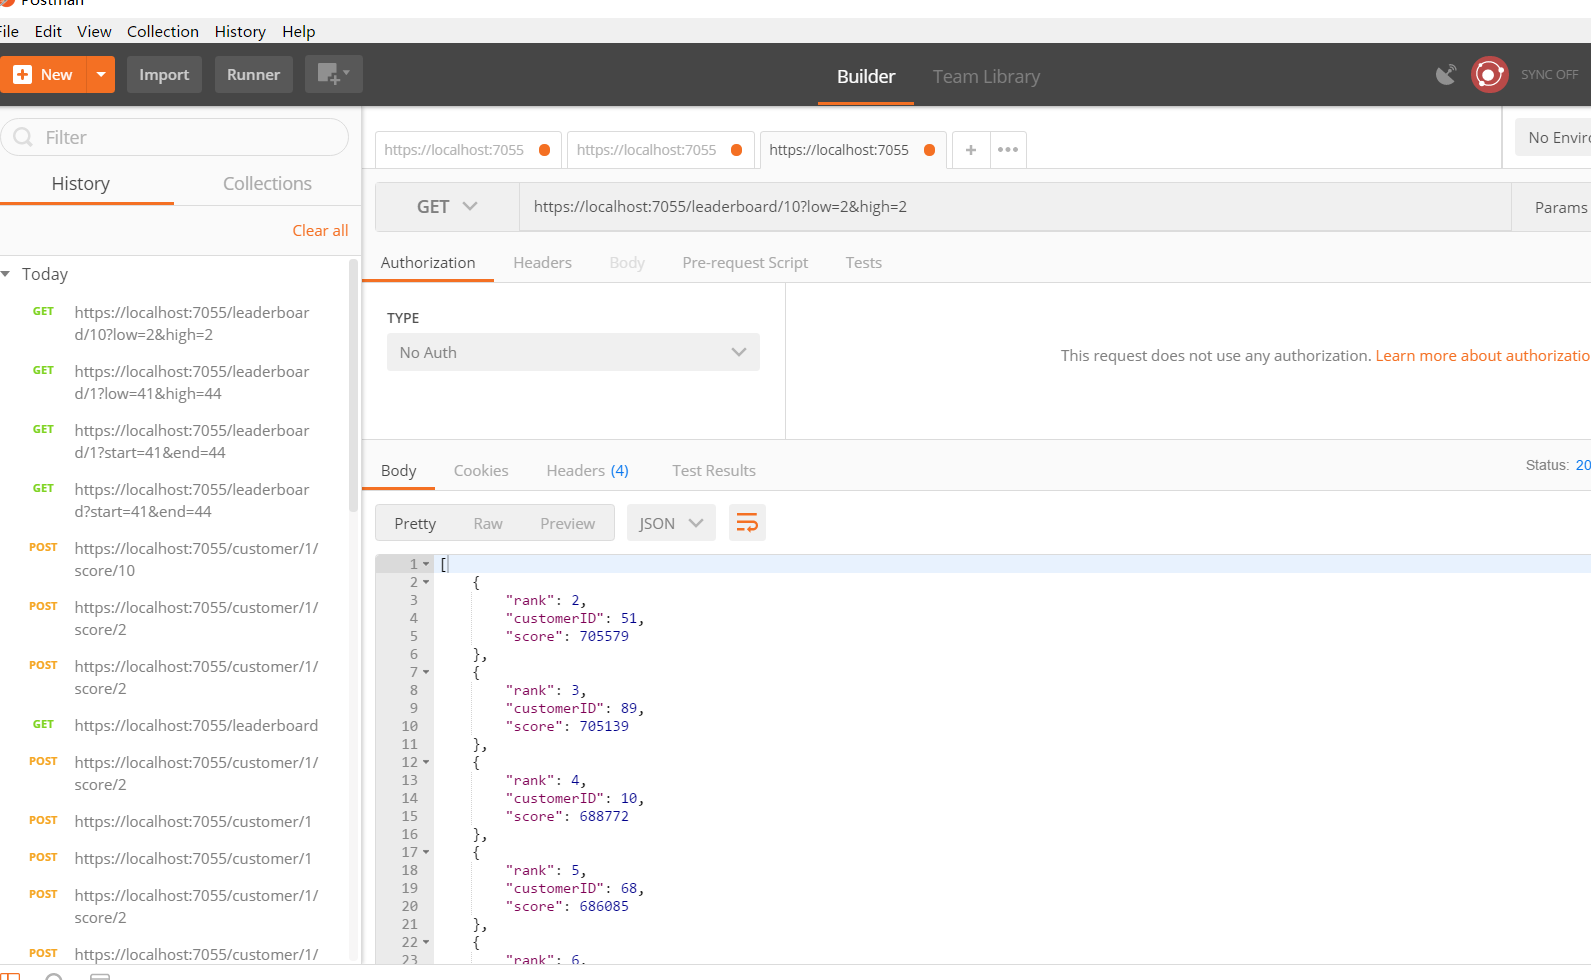 Postman
File Edit View Collection History Help
New Import Runner Builder Team Library SYNC OFF
Filter
History Collections
Clear all
Today
GET https://localhost:7055/leaderboar
d/10?low=2&high=2
GET https://localhost:7055/leaderboar
d/1?low=41&high=44
GET https://localhost:7055/leaderboar
d/1?start=41&end=44
GET https://localhost:7055/leaderboar
d?start=41&end=44
POST https://localhost:7055/customer/1/
score/10
POST https://localhost:7055/customer/1/
score/2
POST https://localhost:7055/customer/1/
score/2
GET https://localhost:7055/leaderboard
POST https://localhost:7055/customer/1/
score/2
POST https://localhost:7055/customer/1
POST https://localhost:7055/customer/1
POST https://localhost:7055/customer/1/
score/2
POST https://localhost:7055/customer/1/
https://localhost:7055 https://localhost:7055 https://localhost:7055 + ••• No Enviro
GET https://localhost:7055/leaderboard/10?low=2&high=2 Params
Authorization Headers Body Pre-request Script Tests
TYPE
No Auth
This request does not use any authorization. Learn more about authorizatio
Body Cookies Headers (4) Test Results Status: 20
Pretty Raw Preview JSON
1 [
2 {
3 "rank": 2,
4 "customerID": 51,
5 "score": 705579
6 },
7 {
8 "rank": 3,
9 "customerID": 89,
10 "score": 705139
11 },
12 {
13 "rank": 4,
14 "customerID": 10,
15 "score": 688772
16 },
17 {
18 "rank": 5,
19 "customerID": 68,
20 "score": 686085
21 },
22 {
23 "rank": 6,